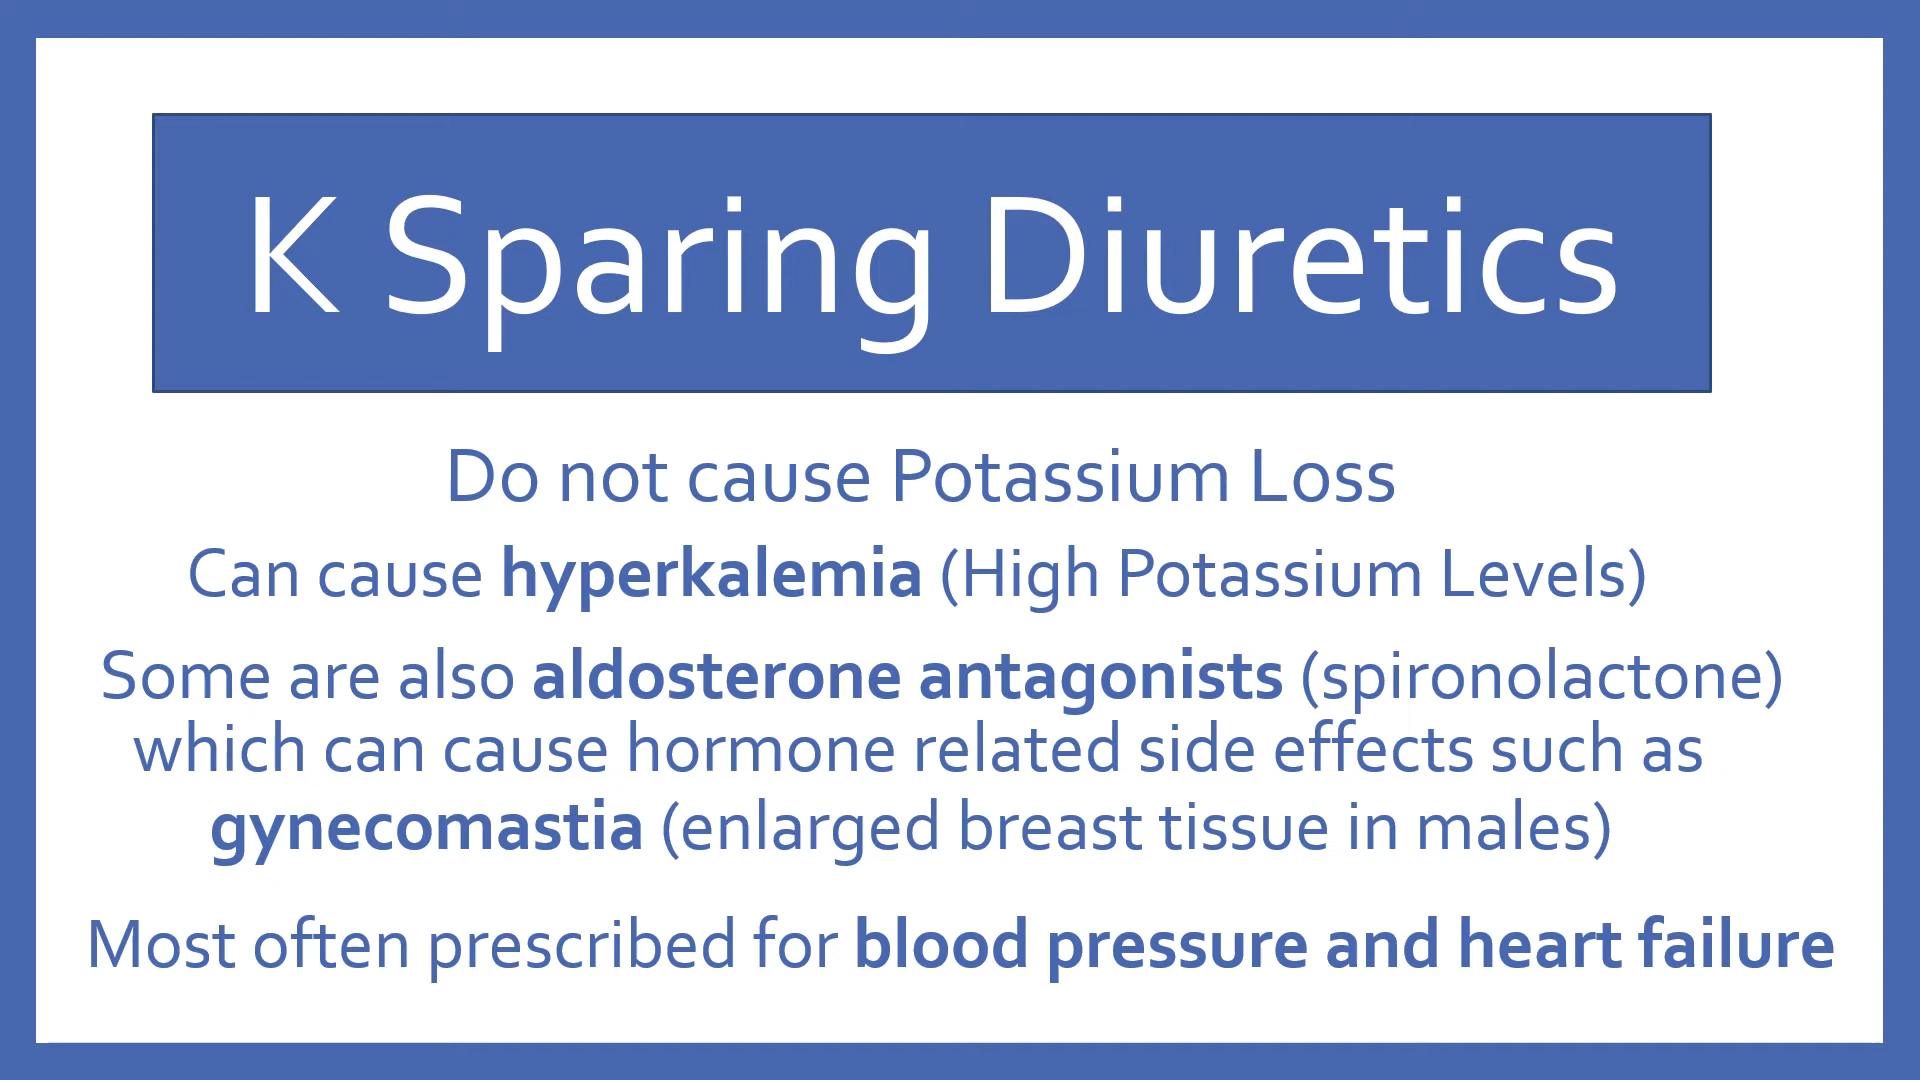 K Sparing Diuretics
Do not cause Potassium Loss
Can cause hyperkalemia (High Potassium Levels)
Some are also aldosterone antagonists (spironolactone)
which can cause hormone related side effects such as
gynecomastia (enlarged breast tissue in males)
Most often prescribed for blood pressure and heart failure